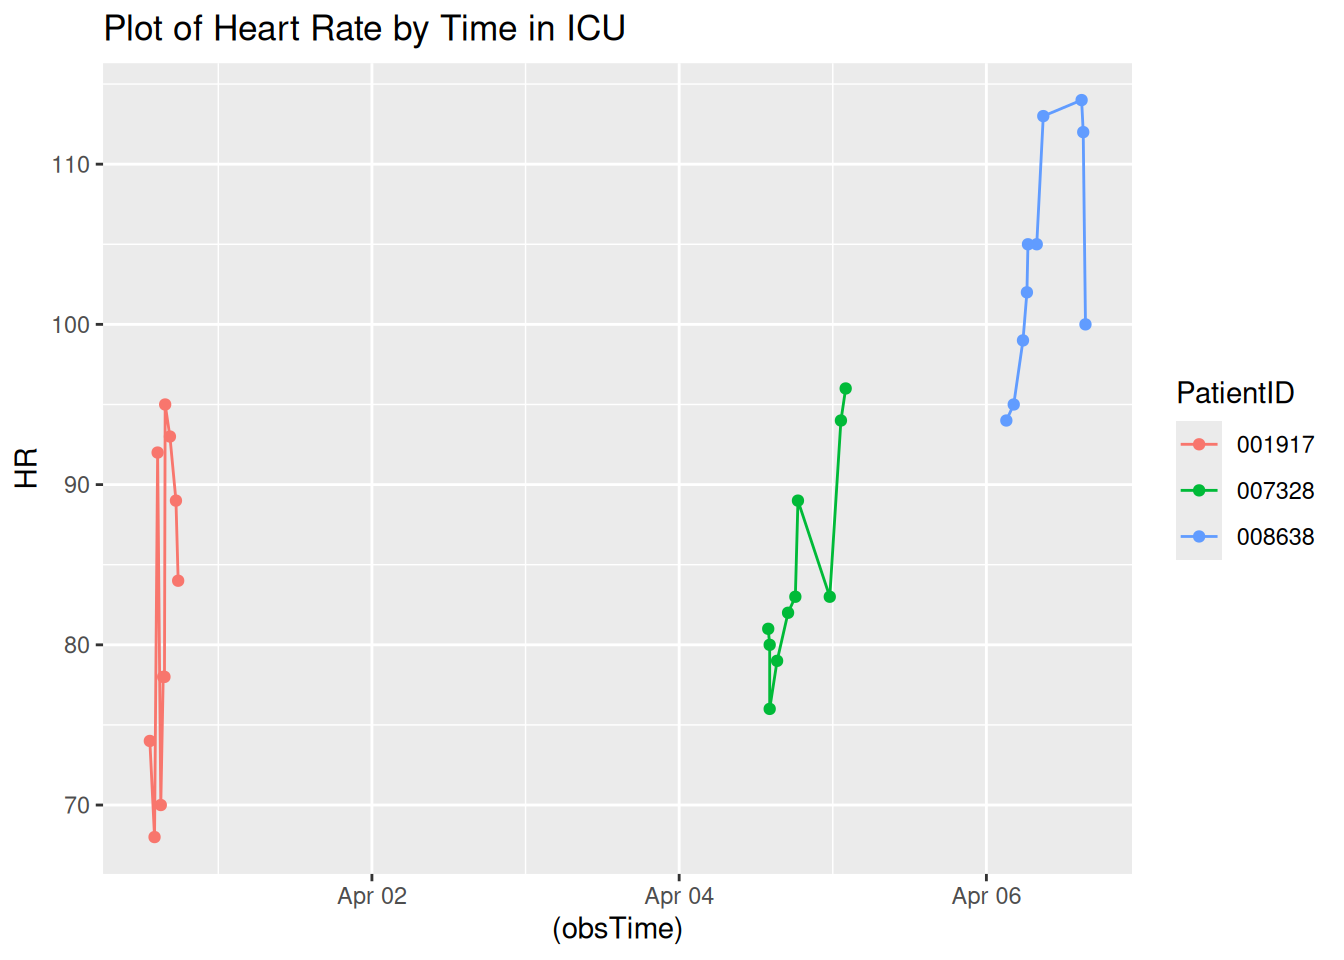 Plot of Heart Rate by Time in ICU
HR
110
100
90
80
70
Apr 02
Apr 04
Apr 06
(obsTime)
PatientID
001917
007328
008638